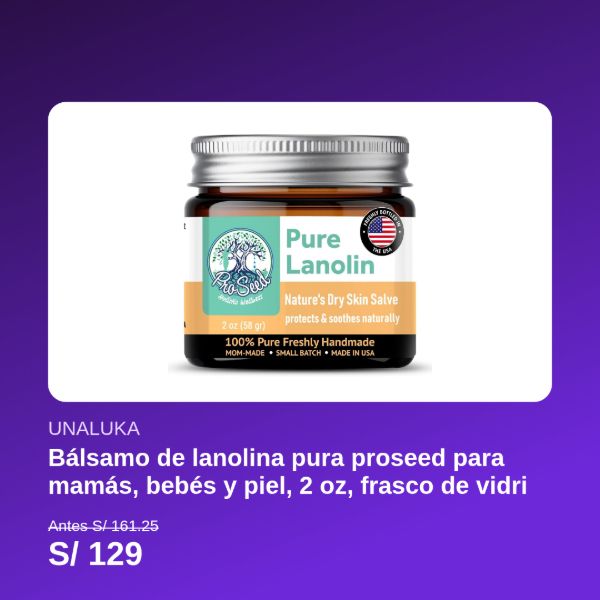 Pure
Lanolin
FRESHLY BOTTLED IN
THE USA
ProSeed
Holistic Wellness
Nature's Dry Skin Salve
protects & soothes naturally
2 oz (58 gr)
100% Pure Freshly Handmade
MOM-MADE • SMALL BATCH • MADE IN USA
UNALUKA
Bálsamo de lanolina pura proseed para
mamás, bebés y piel, 2 oz, frasco de vidri
Antes S/ 161.25
S/ 129